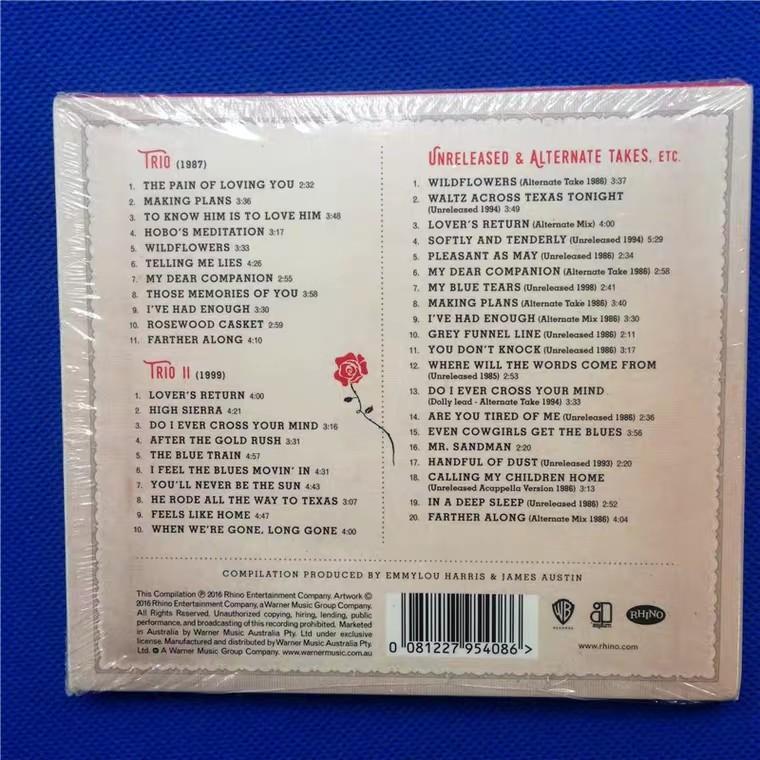 TRIO (1987)
1. THE PAIN OF LOVING YOU 2:32
2. MAKING PLANS 3:36
3. TO KNOW HIM IS TO LOVE HIM 3:48
4. HOBO'S MEDITATION 3:17
5. WILDFLOWERS 3:33
6. TELLING ME LIES 4:26
7. MY DEAR COMPANION 2:55
8. THOSE MEMORIES OF YOU 3:58
9. I'VE HAD ENOUGH 3:30
10. ROSEWOOD CASKET 2:59
11. FARTHER ALONG 4:10
TRIO II (1999)
1. LOVER'S RETURN 4:00
2. HIGH SIERRA 4:21
3. DO I EVER CROSS YOUR MIND 3:16
4. AFTER THE GOLD RUSH 3:31
5. THE BLUE TRAIN 4:57
6. I FEEL THE BLUES MOVIN' IN 4:31
7. YOU'LL NEVER BE THE SUN 4:43
8. HE RODE ALL THE WAY TO TEXAS 3:07
9. FEELS LIKE HOME 4:47
10. WHEN WE'RE GONE, LONG GONE 4:00
UNRELEASED & ALTERNATE TAKES, ETC.
1. WILDFLOWERS (Alternate Take 1986) 3:37
2. WALTZ ACROSS TEXAS TONIGHT
(Unreleased 1994) 3:49
3. LOVER'S RETURN (Alternate Mix) 4:00
4. SOFTLY AND TENDERLY (Unreleased 1994) 5:29
5. PLEASANT AS MAY (Unreleased 1986) 2:34
6. MY DEAR COMPANION (Alternate Take 1986) 2:58
7. MY BLUE TEARS (Unreleased 1998) 2:41
8. MAKING PLANS (Alternate Take 1986) 3:40
9. I'VE HAD ENOUGH (Alternate Mix 1986) 3:30
10. GREY FUNNEL LINE (Unreleased 1986) 2:11
11. YOU DON'T KNOCK (Unreleased 1986) 3:17
12. WHERE WILL THE WORDS COME FROM
(Unreleased 1985) 2:53
13. DO I EVER CROSS YOUR MIND
(Dolly lead - Alternate Take 1994) 3:33
14. ARE YOU TIRED OF ME (Unreleased 1986) 2:36
15. EVEN COWGIRLS GET THE BLUES 3:56
16. MR. SANDMAN 2:20
17. HANDFUL OF DUST (Unreleased 1993) 2:20
18. CALLING MY CHILDREN HOME
(Unreleased Acappella Version 1986) 3:13
19. IN A DEEP SLEEP (Unreleased 1986) 2:52
20. FARTHER ALONG (Alternate Mix 1986) 4:04
COMPILATION PRODUCED BY EMMYLOU HARRIS & JAMES AUSTIN
This Compilation ℗ 2016 Rhino Entertainment Company. Artwork ©
2016 Rhino Entertainment Company, a Warner Music Group Company.
All Rights Reserved. Unauthorized copying, hiring, lending, public
performance, and broadcasting of this recording prohibited. Marketed
in Australia by Warner Music Australia Pty. Ltd under exclusive
license. Manufactured and distributed by Warner Music Australia Pty.
Ltd. A Warner Music Group Company. www.warnermusic.com.au
0 081227 954086 >
WB
RECORDS
asylum
RHINO
www.rhino.com